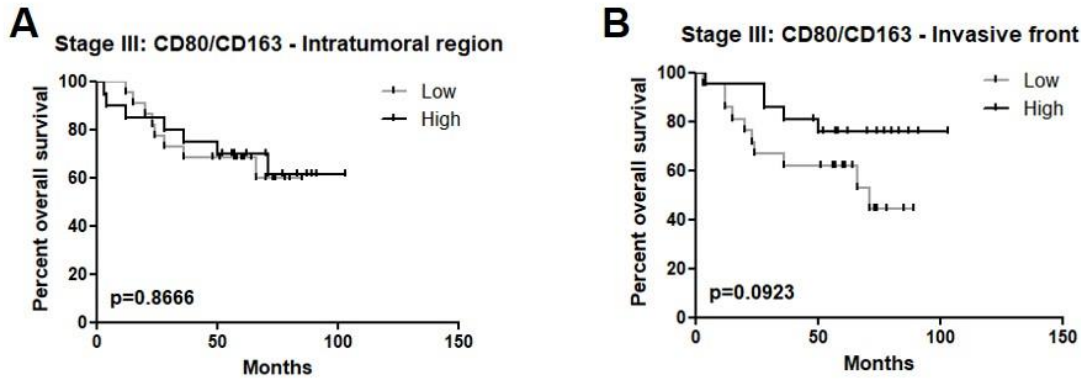 A
Stage III: CD80/CD163 - Intratumoral region
Percent overall survival
100
80
60
40
20
0
Low
High
p=0.8666
0
50
100
150
Months
B
Stage III: CD80/CD163 - Invasive front
Percent overall survival
100
80
60
40
20
0
Low
High
p=0.0923
0
50
100
150
Months